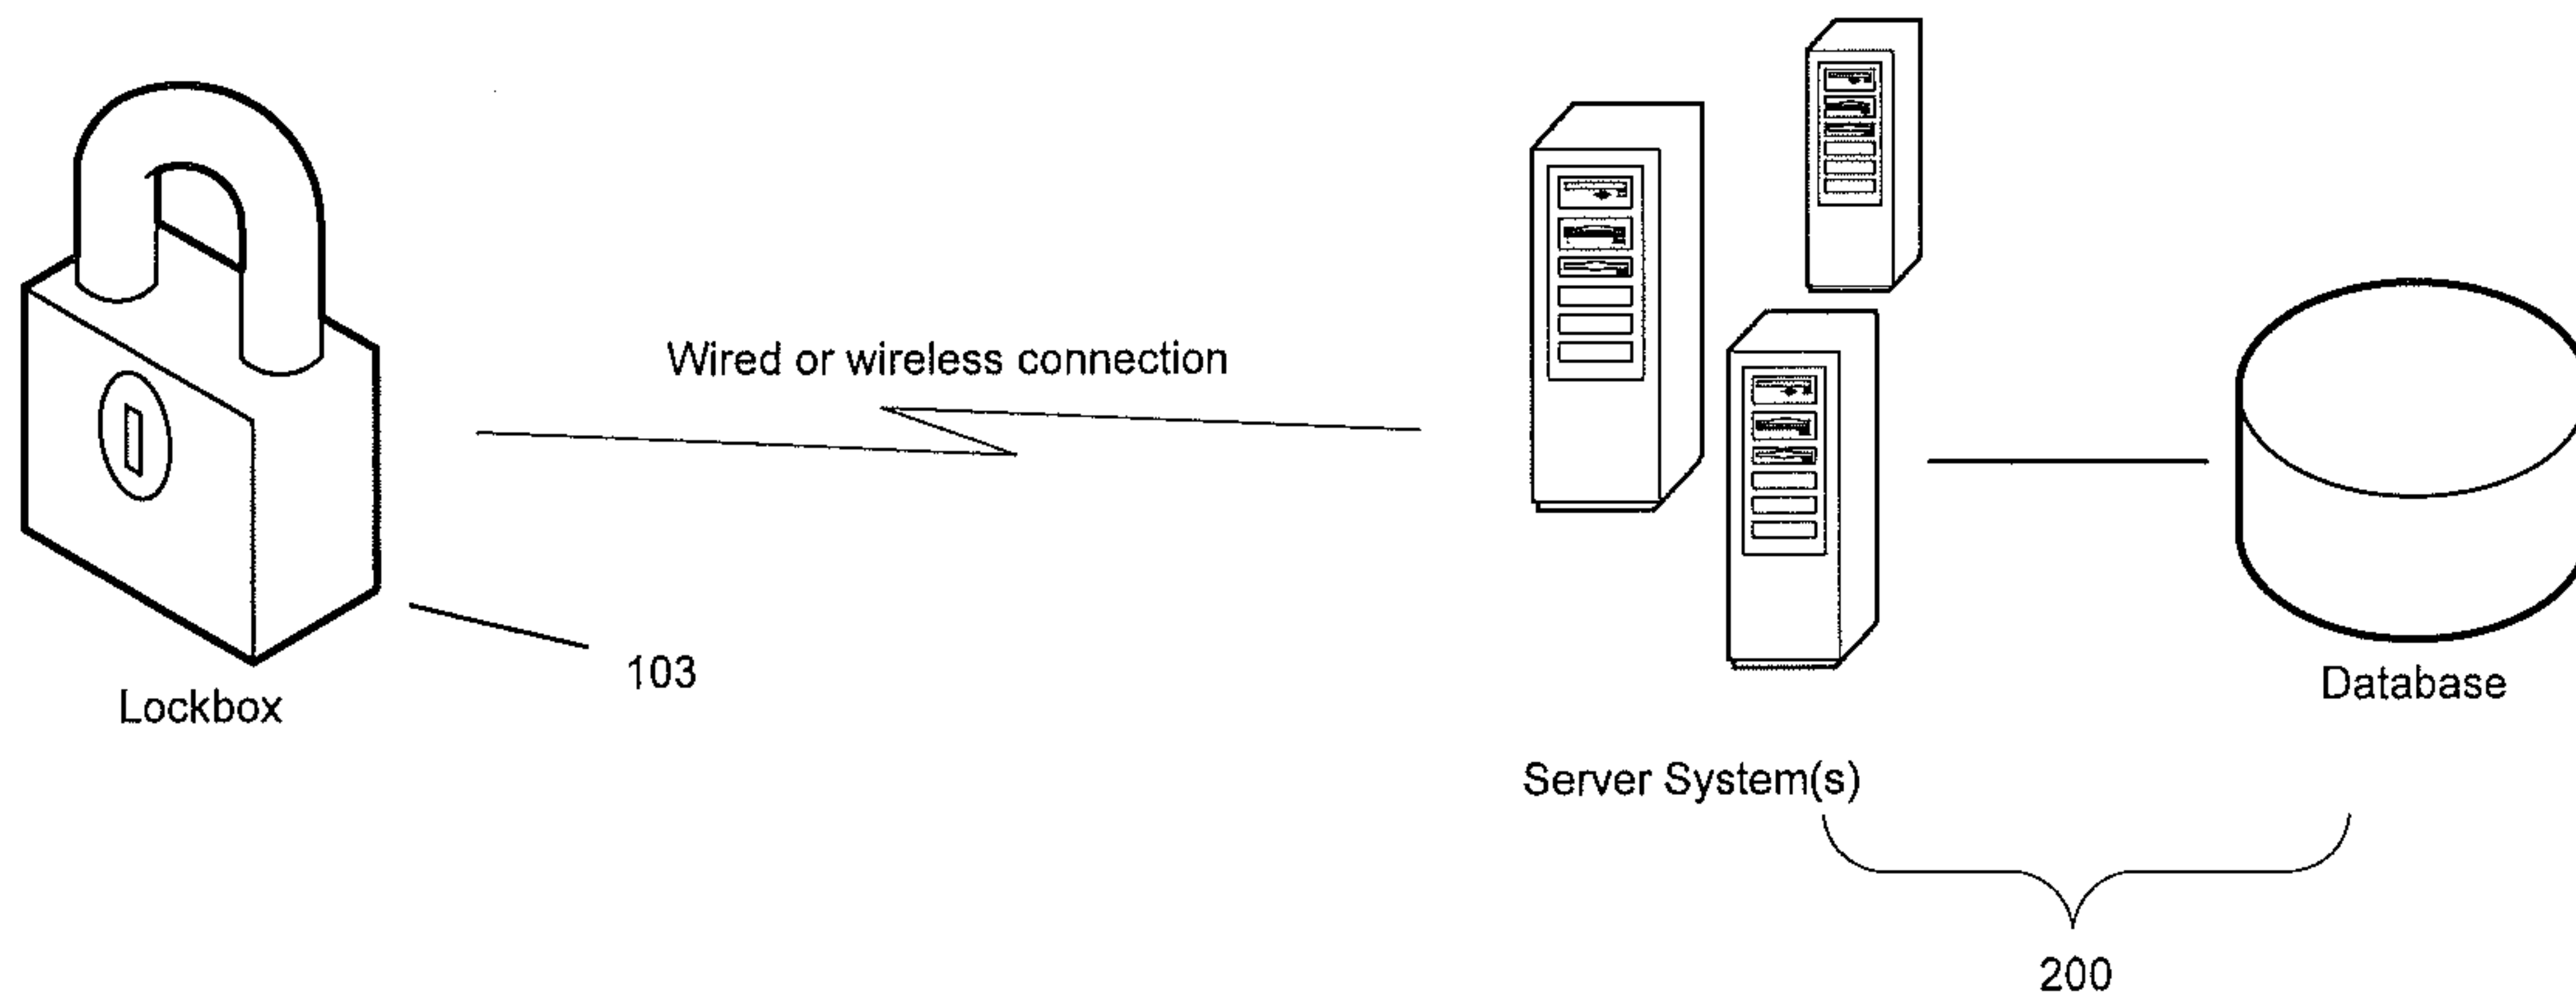 Wired or wireless connection
103
Lockbox
Database
Server System(s)
200